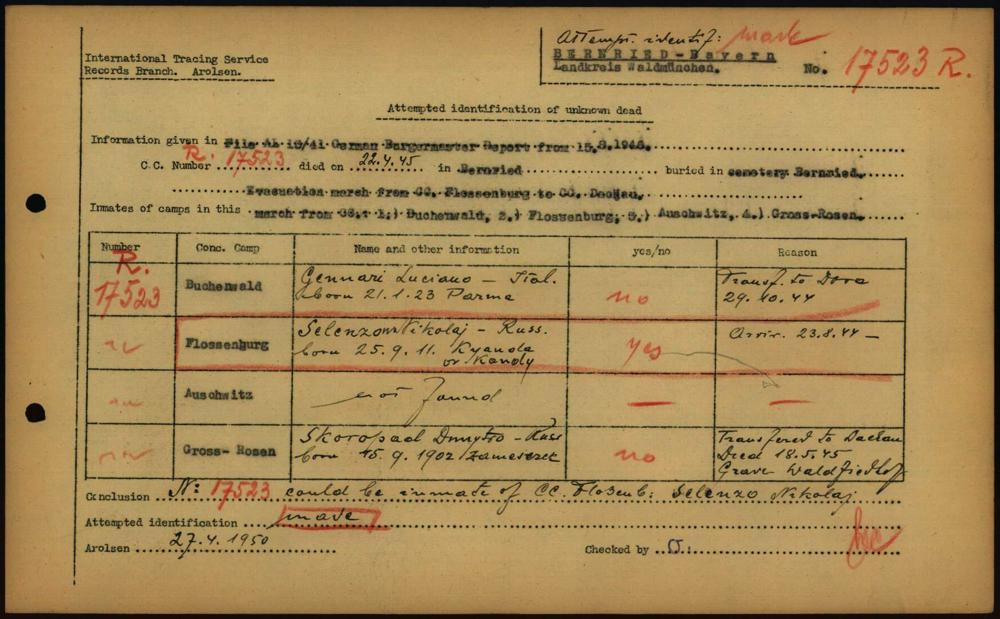 Attempt. identif: made
International Tracing Service
Records Branch. Arolsen.
BERNRIED-Bayern
Landkreis Waldmünchen.
No. 17523 R.
Attempted identification of unknown dead
Information given in File AL 10/41 German Burgermaster Report from 15.8.1946.
C.C. Number R. 17523 died on 22.4.45 in Bernried buried in cemetery Bernried.
Evacuation march from CC. Flossenburg to CC. Dachau.
Inmates of camps in this march from CC.: 1.) Buchenwald, 2.) Flossenburg, 3.) Auschwitz, 4.) Gross-Rosen.
Number Conc. Camp Name and other information yes/no Reason
R. 17523 Buchenwald Gennari Luciano - Ital. no Transf. to Dora
born 21.1.23 Parma 29.10.44
Flossenburg Selenzow Nikolaj - Russ. yes Arriv. 23.8.44 -
born 25.9.11. Kyanda
or Kandy
Auschwitz not found — —
Gross-Rosen Skoropad Dmytro - Russ no Transfered to Dachau
born 15.9.1902 Died 18.5.45
Grave Waldfriedhof
Conclusion No: 17523 could be inmate of CC. Flossenb: Selenzo Nikolaj
Attempted identification made
Arolsen 27.4.1950
Checked by